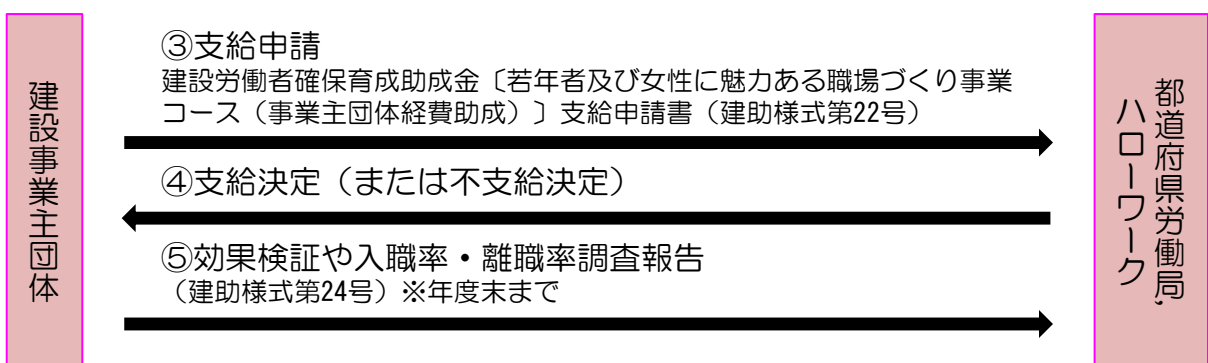 建設事業主団体
③支給申請
建設労働者確保育成助成金〔若年者及び女性に魅力ある職場づくり事業
コース（事業主団体経費助成）〕支給申請書（建助様式第22号）
④支給決定（または不支給決定）
⑤効果検証や入職率・離職率調査報告
（建助様式第24号）※年度末まで
都道府県労働局,
ハローワーク